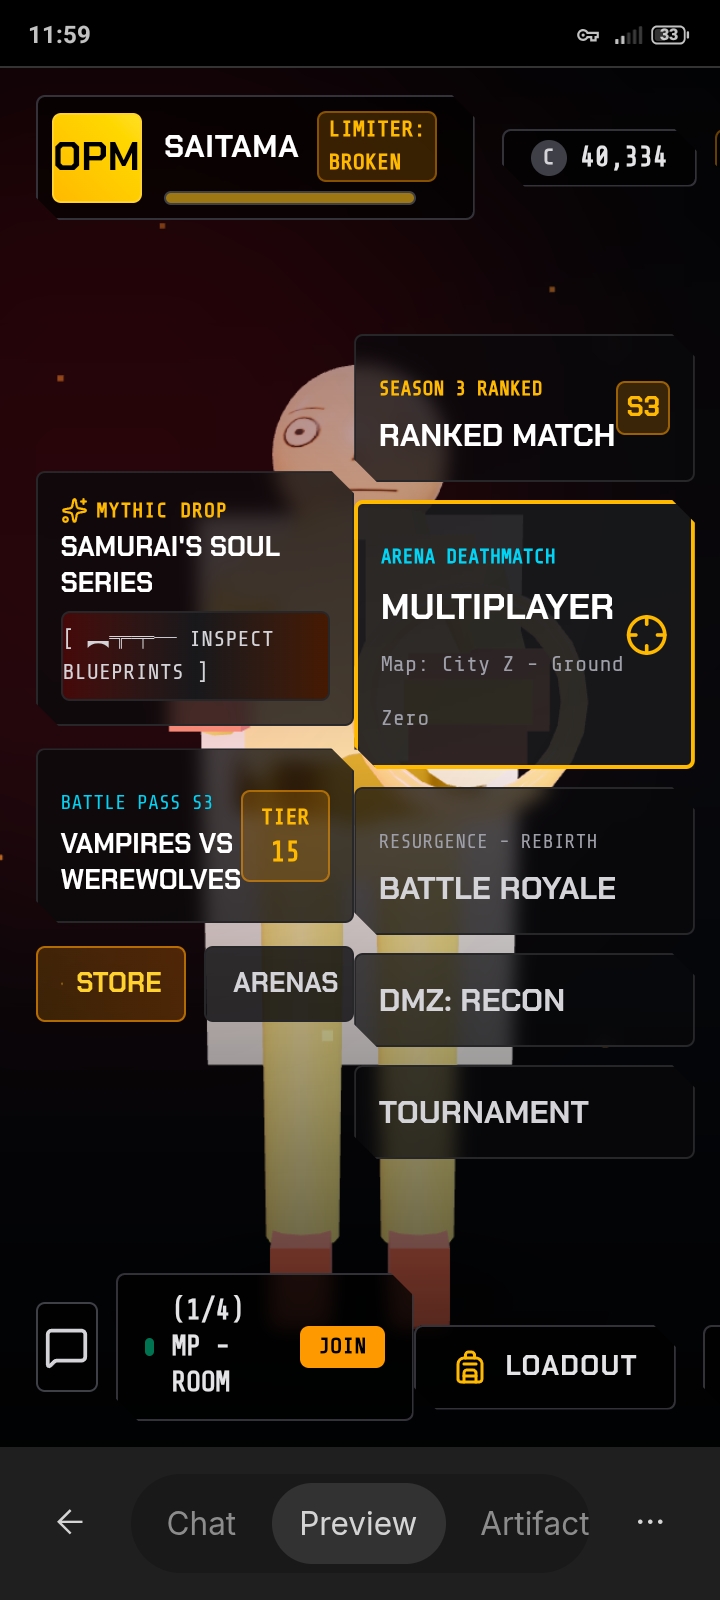 11:59
33
OPM
SAITAMA
LIMITER:
BROKEN
C 40,334
SEASON 3 RANKED
RANKED MATCH
S3
MYTHIC DROP
SAMURAI'S SOUL
SERIES
[ ︻╦╤─ INSPECT
BLUEPRINTS ]
ARENA DEATHMATCH
MULTIPLAYER
Map: City Z - Ground
Zero
BATTLE PASS S3
VAMPIRES VS
WEREWOLVES
TIER
15
RESURGENCE - REBIRTH
BATTLE ROYALE
STORE
ARENAS
DMZ: RECON
TOURNAMENT
(1/4)
MP -
ROOM
JOIN
LOADOUT
Chat
Preview
Artifact